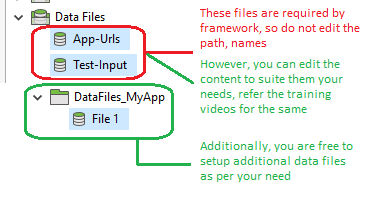 Data Files
App-Urls
Test-Input
DataFiles_MyApp
File 1
These files are required by
framework, so do not edit the
path, names
However, you can edit the
content to suite them your
needs, refer the training
videos for the same
Additionally, you are free to
setup additional data files
as per your need